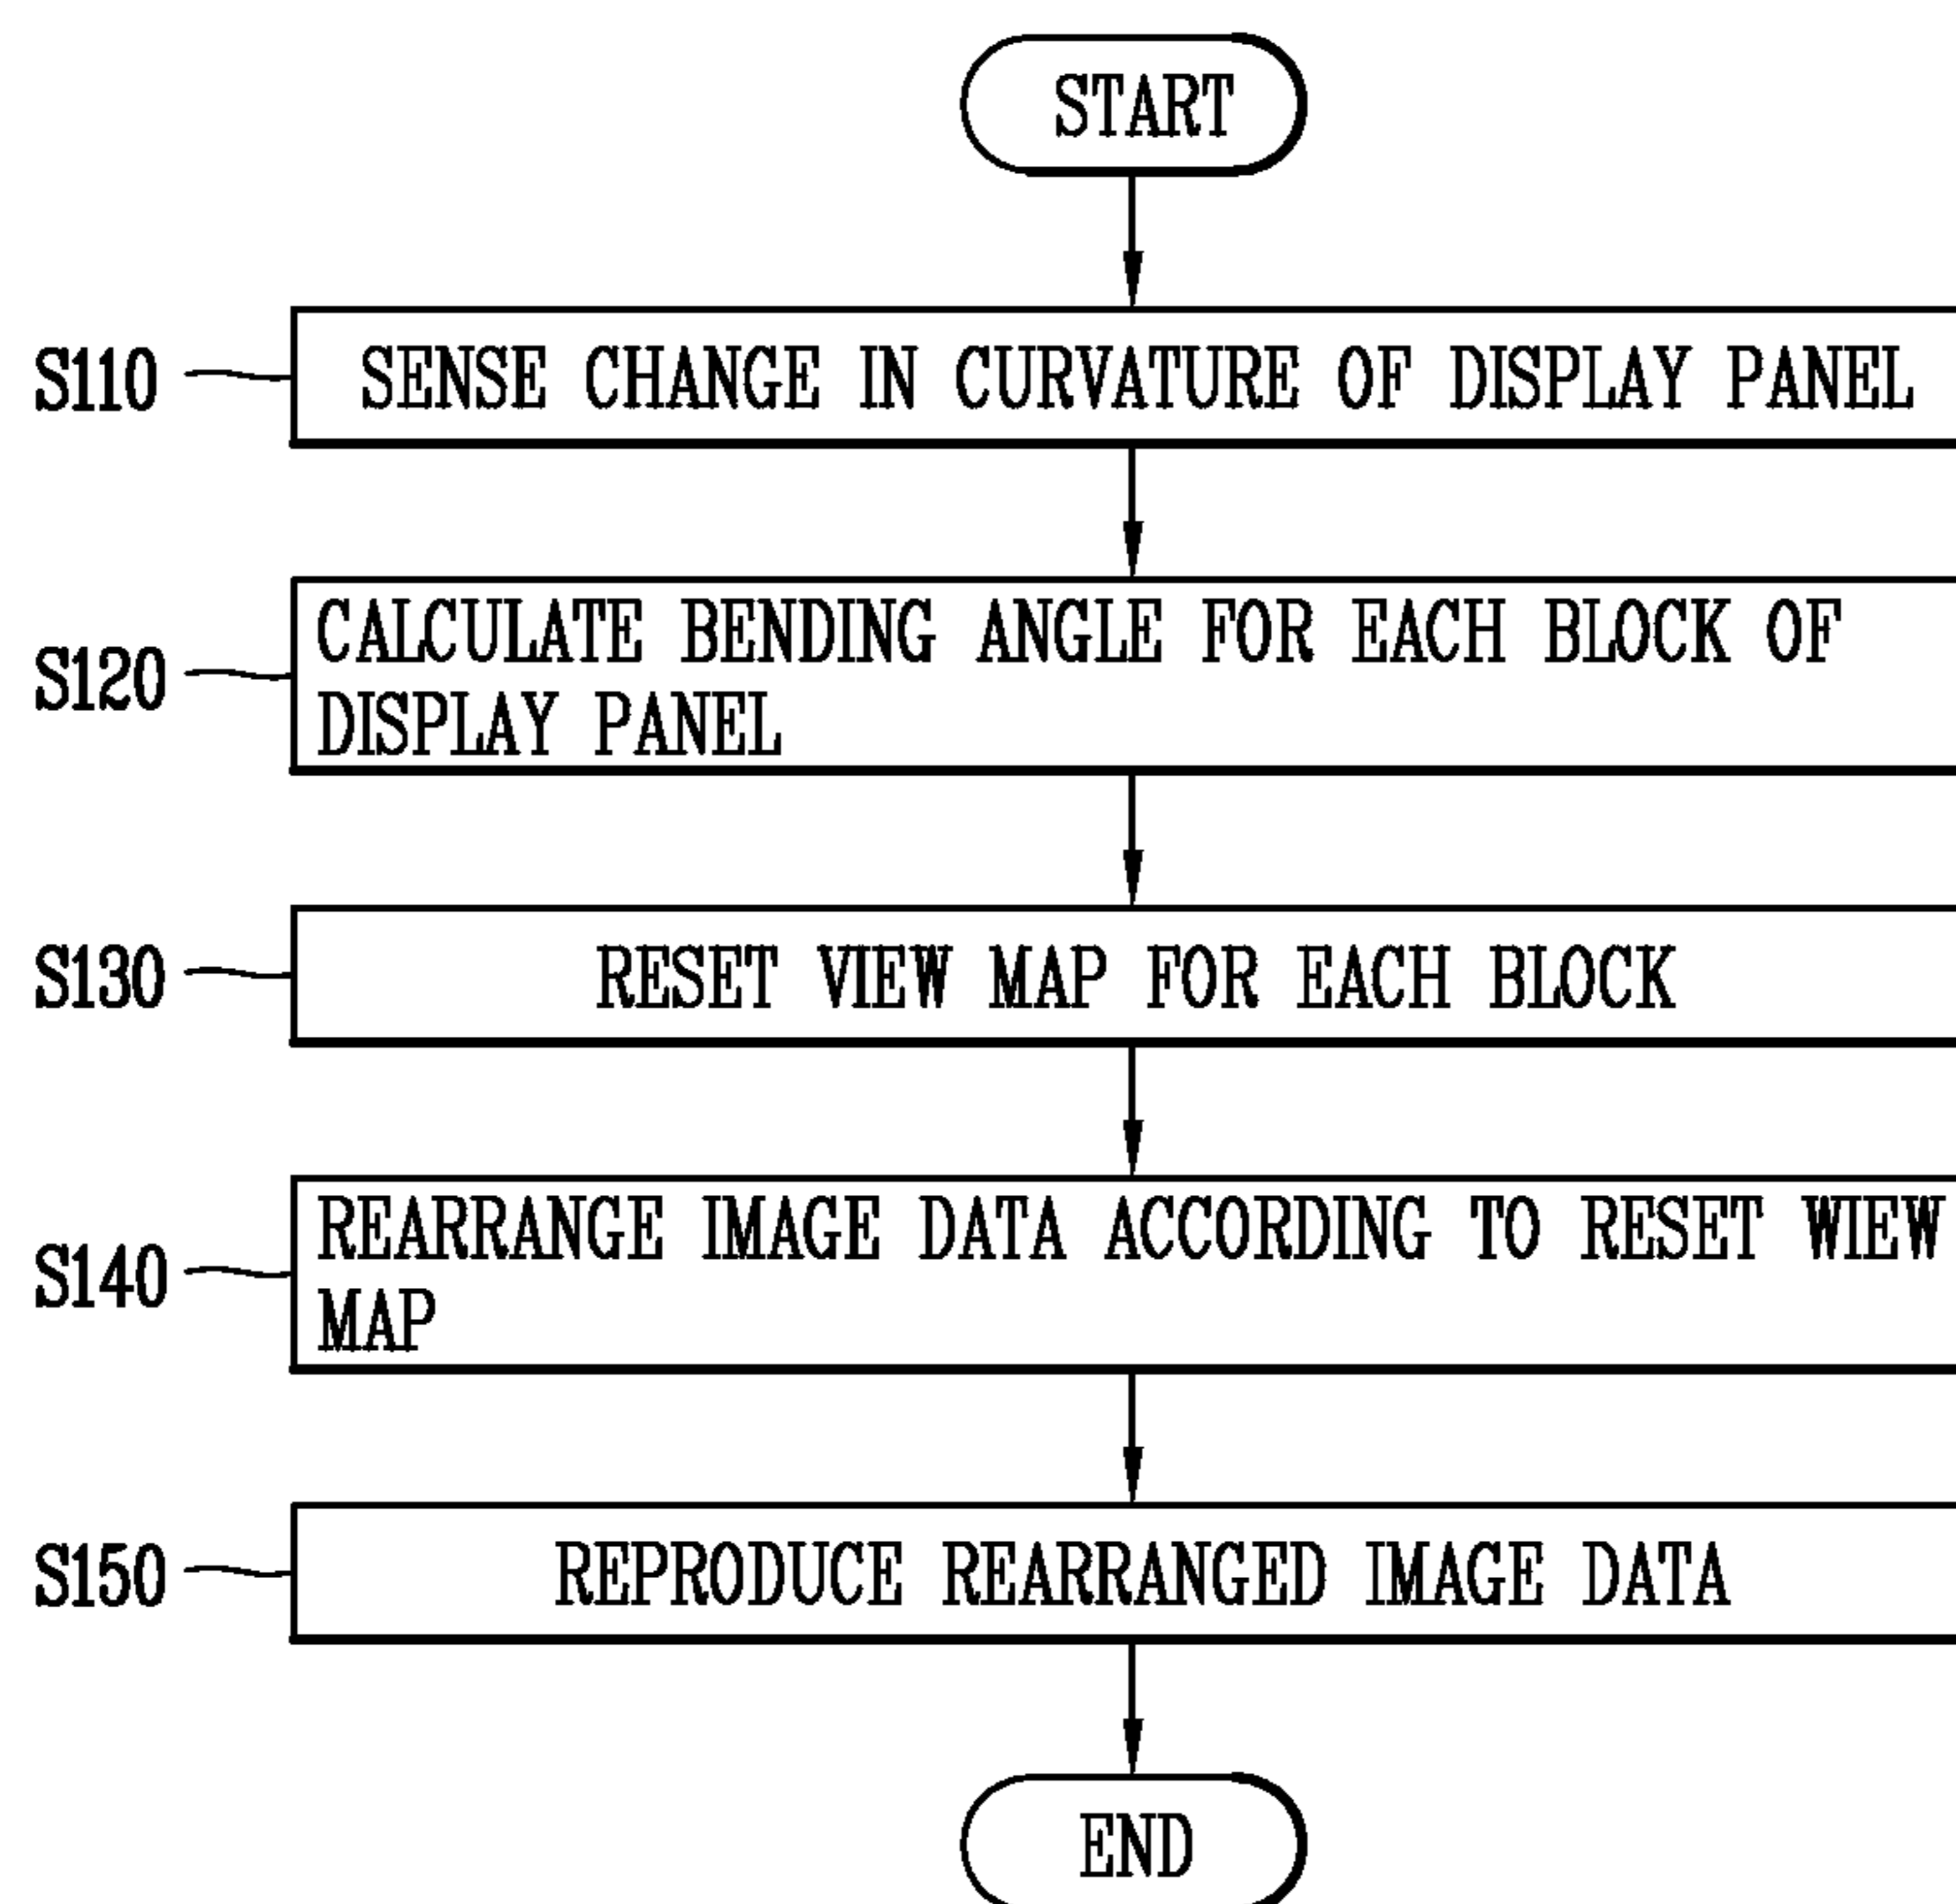 START
S110
SENSE CHANGE IN CURVATURE OF DISPLAY PANEL
S120
CALCULATE BENDING ANGLE FOR EACH BLOCK OF
DISPLAY PANEL
S130
RESET VIEW MAP FOR EACH BLOCK
S140
REARRANGE IMAGE DATA ACCORDING TO RESET WIEW
MAP
S150
REPRODUCE REARRANGED IMAGE DATA
END